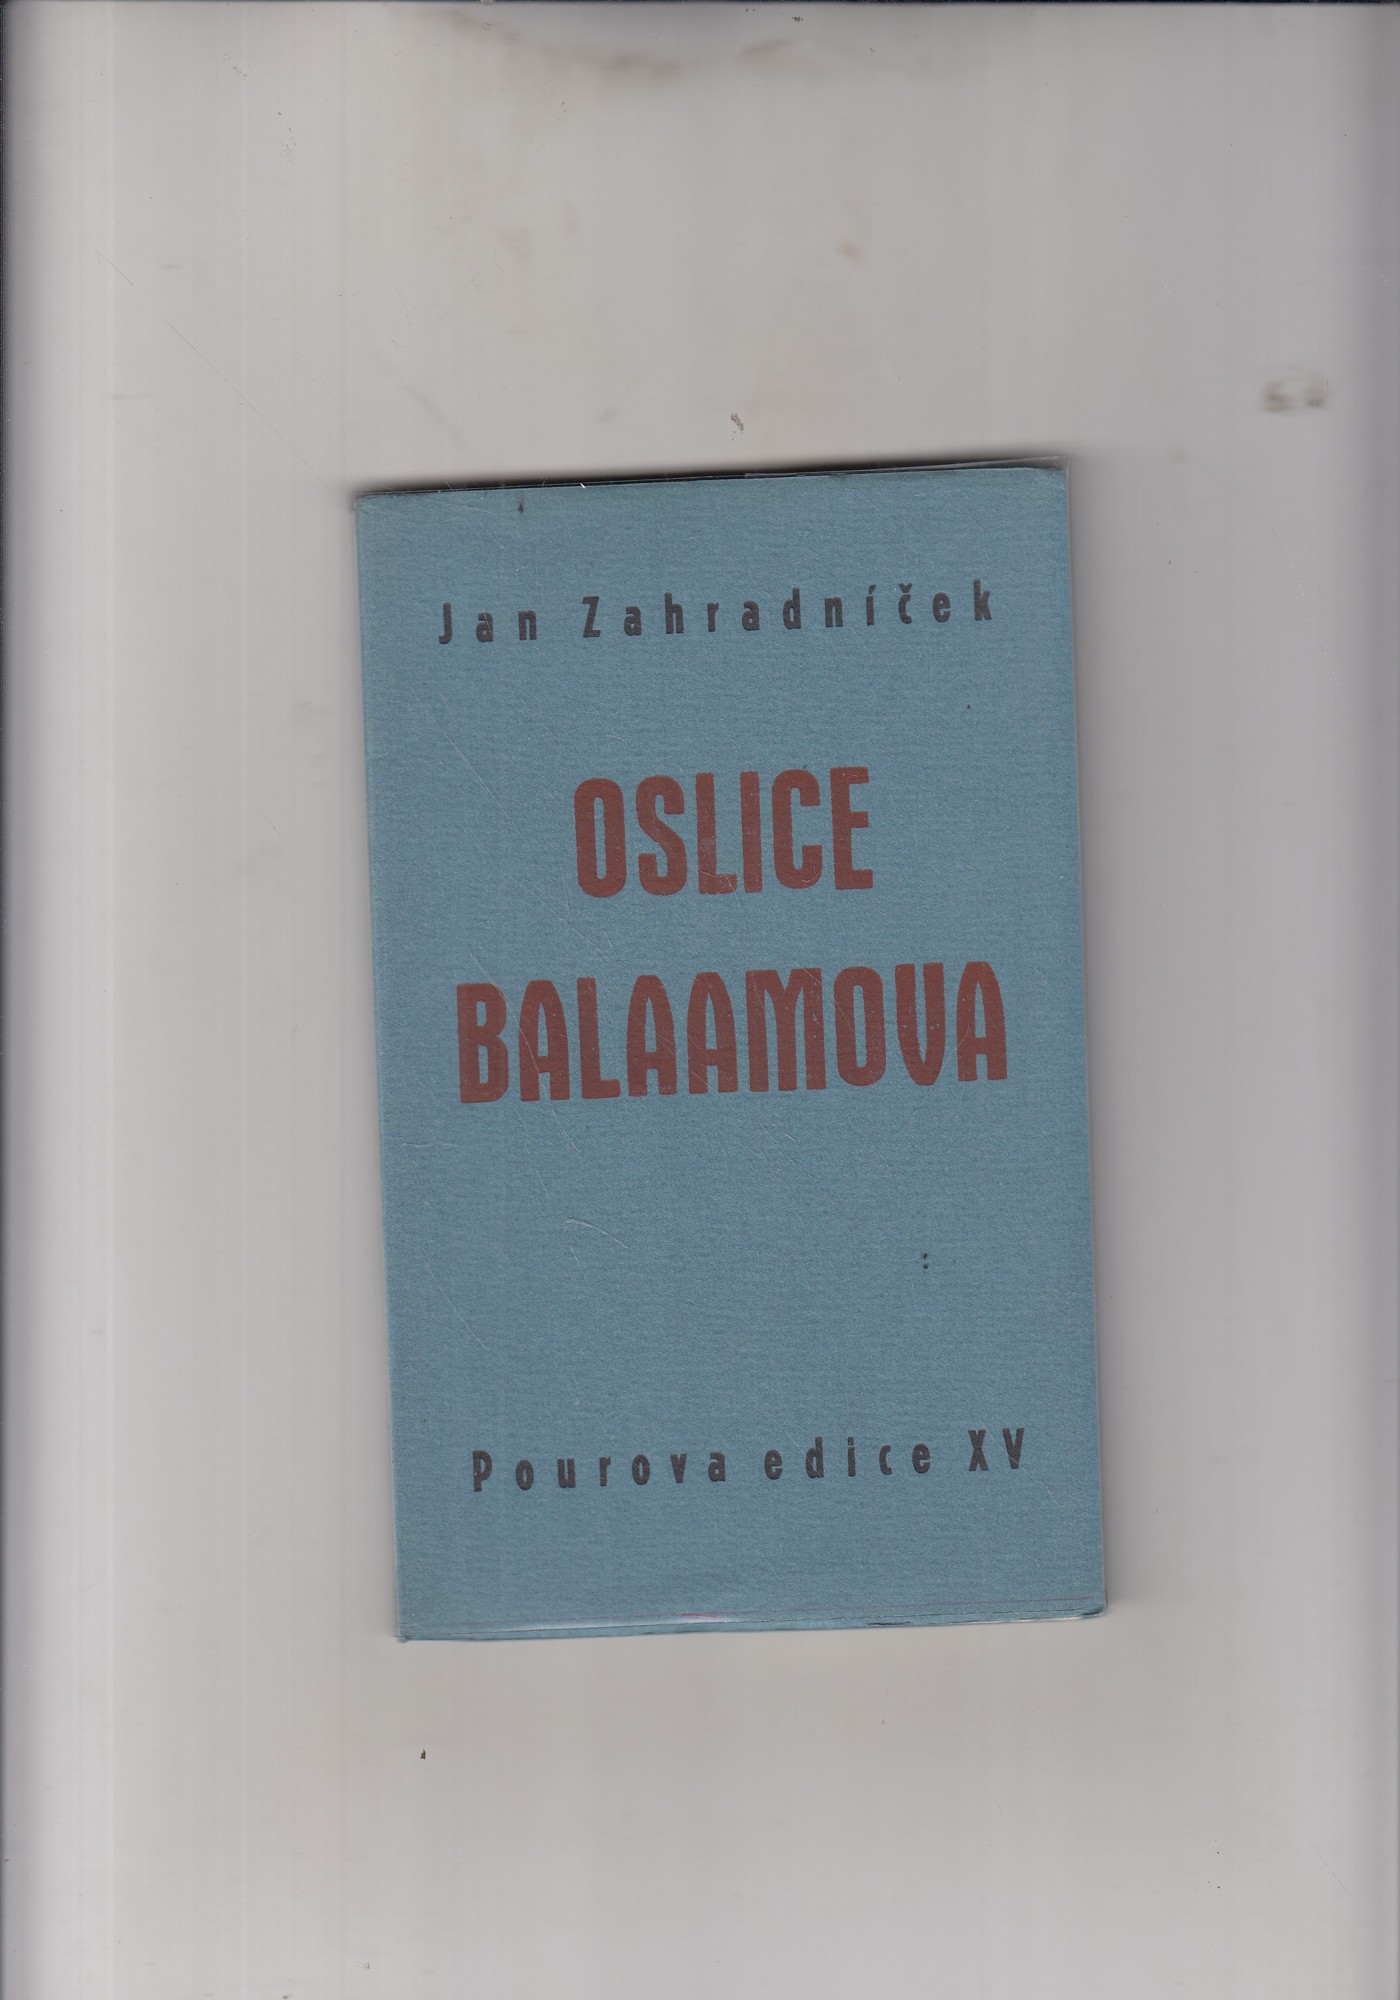 Jan Zahradníček
OSLICE
BALAAMOVA
Pourova edice XV